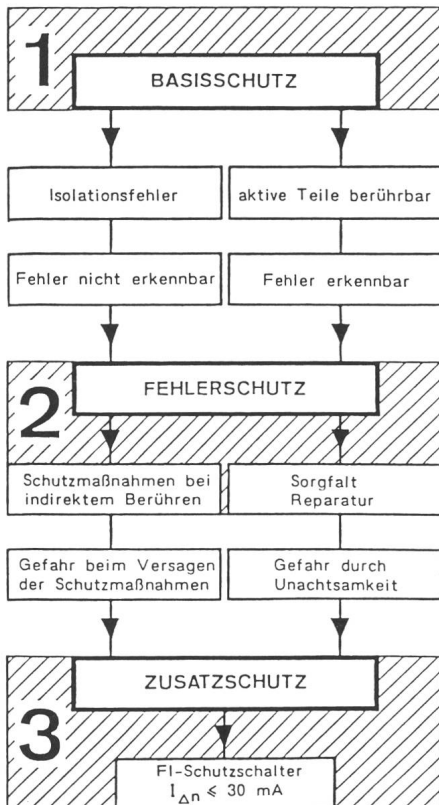 1
BASISSCHUTZ
Isolationsfehler
aktive Teile berührbar
Fehler nicht erkennbar
Fehler erkennbar
2
FEHLERSCHUTZ
Schutzmaßnahmen bei
indirektem Berühren
Sorgfalt
Reparatur
Gefahr beim Versagen
der Schutzmaßnahmen
Gefahr durch
Unachtsamkeit
3
ZUSATZSCHUTZ
FI-Schutzschalter
I△n ≤ 30 mA